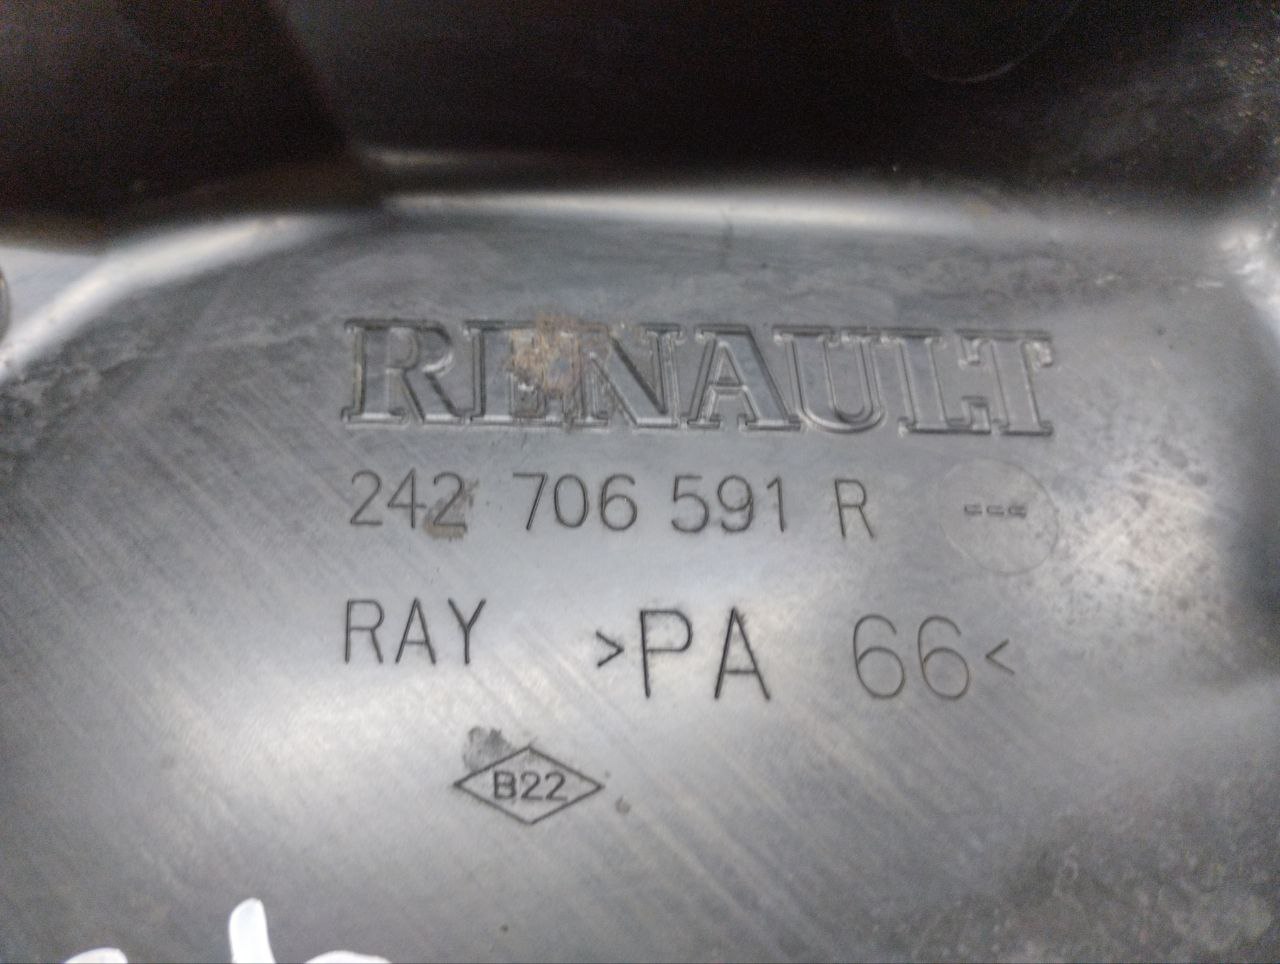 RENAULT
242 706 591 R ---
RAY >PA 66<
B22